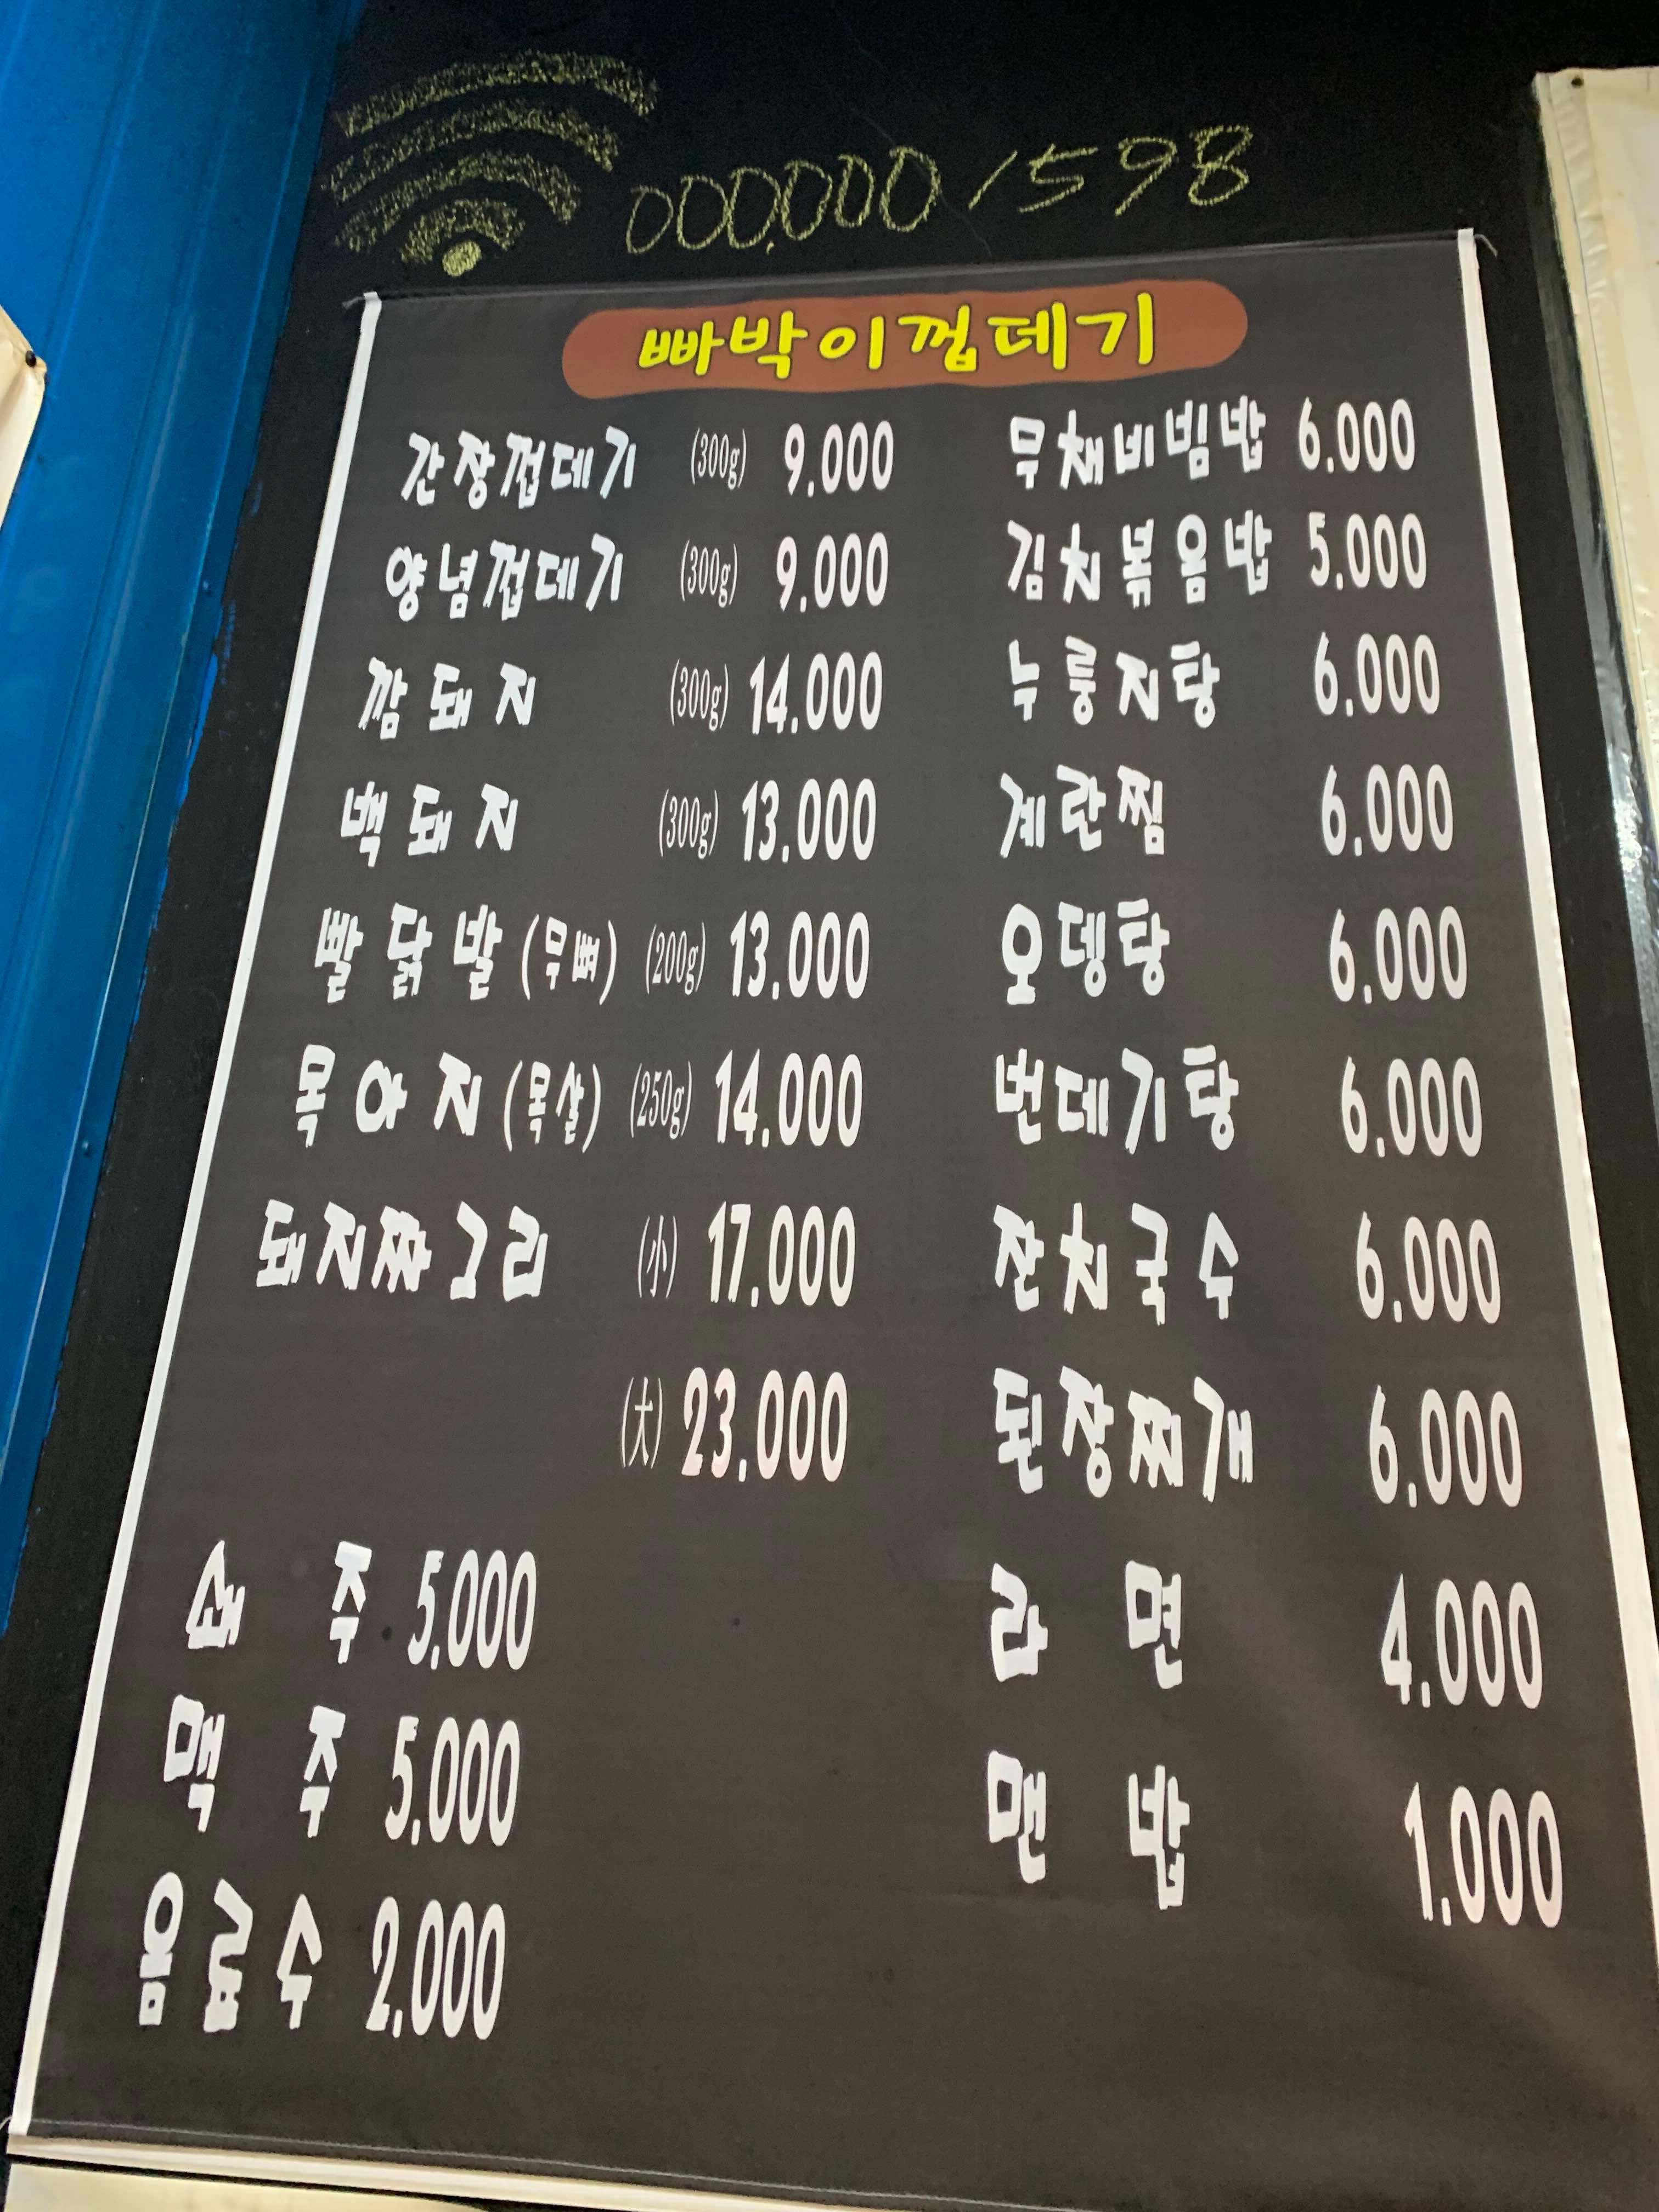 000,000 1598
빠박이껍데기
간장껍데기 (300g) 9.000
양념껍데기 (300g) 9.000
깜돼지 (300g) 14.000
백돼지 (300g) 13.000
빨닭발(무뼈) (200g) 13.000
목아지(목살) (250g) 14.000
돼지짜그리 (小) 17.000
(大) 23.000
쇄주 5.000
맥주 5.000
음료수 2.000
무채비빔밥 6.000
김치볶음밥 5.000
누룽지탕 6.000
계란찜 6.000
오뎅탕 6.000
번데기탕 6.000
잔치국수 6.000
된장찌개 6.000
라면 4.000
맨밥 1.000